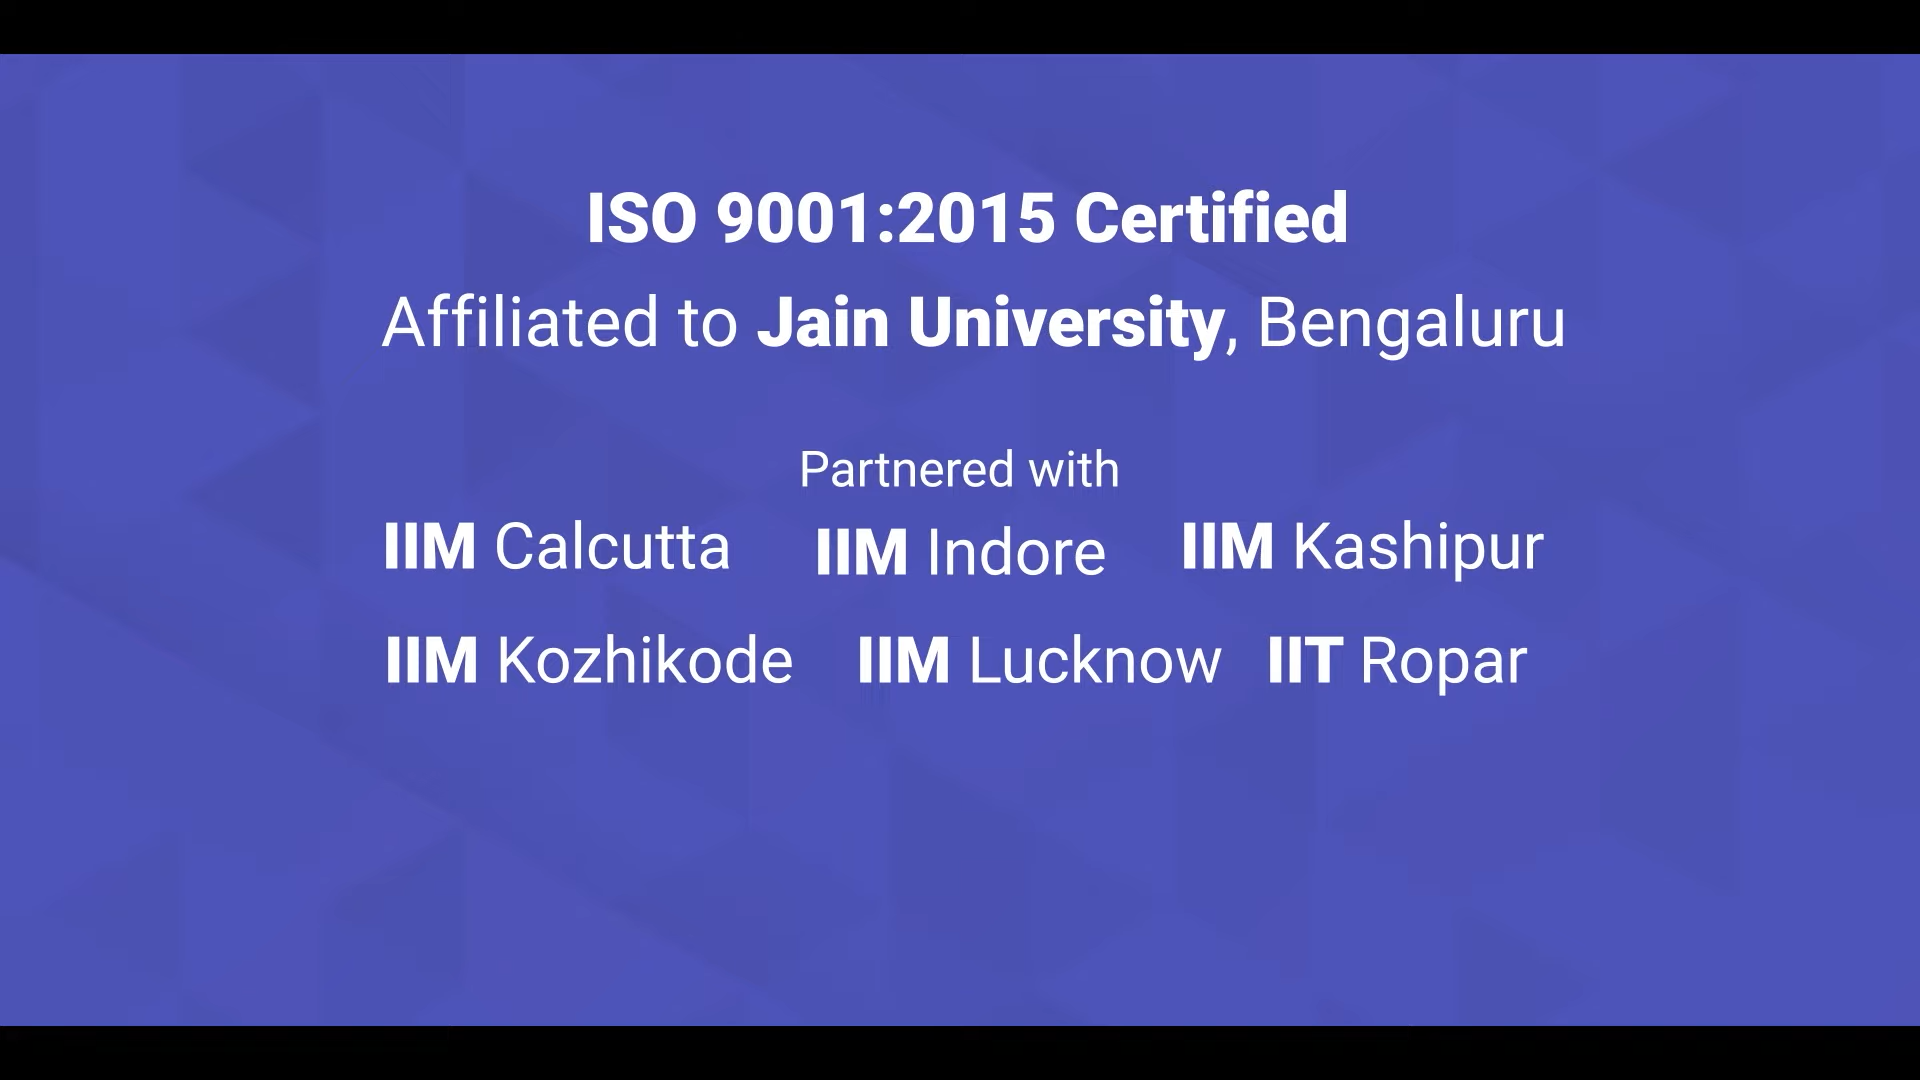 ISO 9001:2015 Certified
Affiliated to Jain University, Bengaluru
Partnered with
IIM Calcutta IIM Indore IIM Kashipur
IIM Kozhikode IIM Lucknow IIT Ropar